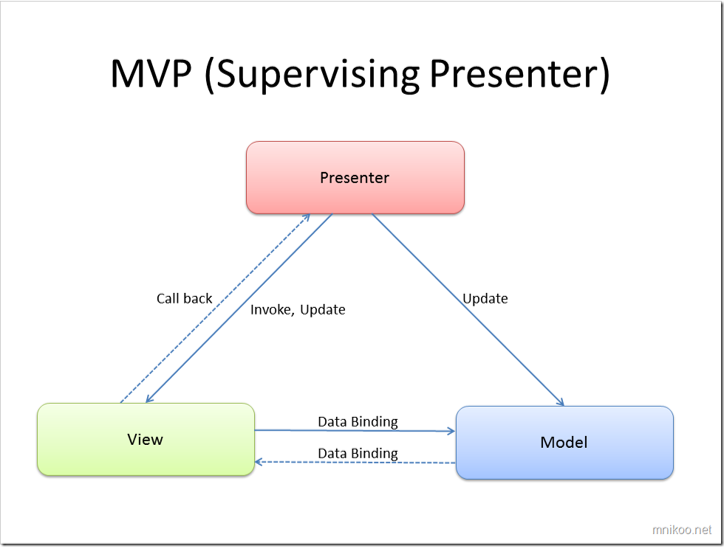 MVP (Supervising Presenter)
Presenter
Call back
Invoke, Update
Update
View
Data Binding
Data Binding
Model
mnikoo.net